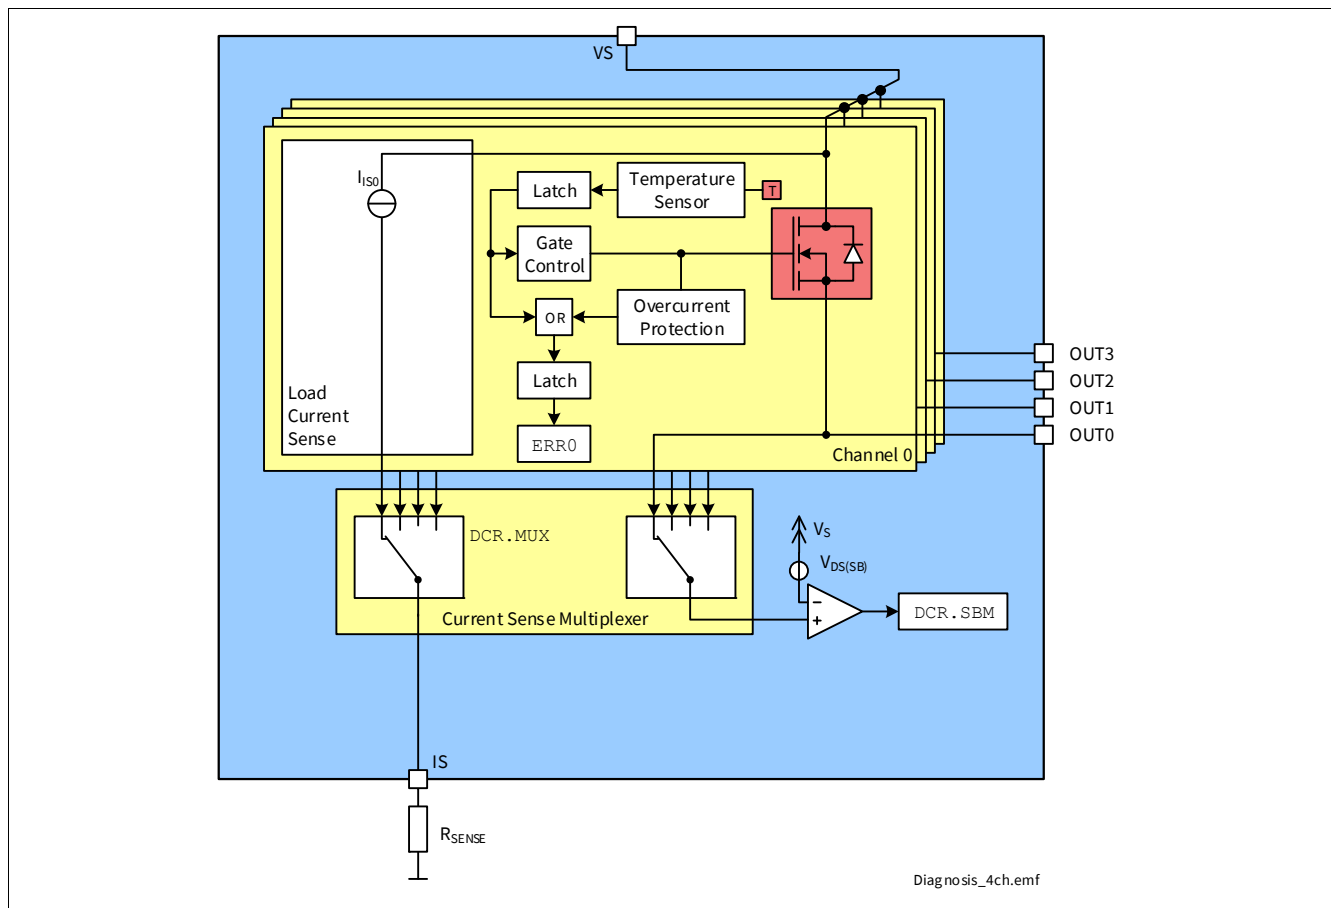 VS
IIS0
Latch
Temperature
Sensor
T
Gate
Control
OR
Overcurrent
Protection
Latch
ERR0
Load
Current
Sense
Channel 0
OUT3
OUT2
OUT1
OUT0
DCR.MUX
Current Sense Multiplexer
VS
VDS(SB)
−
+
DCR.SBM
IS
RSENSE
Diagnosis_4ch.emf